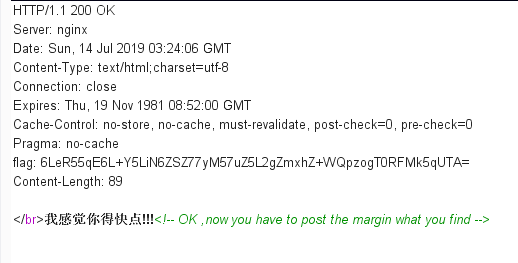 HTTP/1.1 200 OK
Server: nginx
Date: Sun, 14 Jul 2019 03:24:06 GMT
Content-Type: text/html;charset=utf-8
Connection: close
Expires: Thu, 19 Nov 1981 08:52:00 GMT
Cache-Control: no-store, no-cache, must-revalidate, post-check=0, pre-check=0
Pragma: no-cache
flag: 6LeR55qE6L+Y5LiN6ZSZ77yM57uZ5L2gZmxhZ+WQpzogT0RFMk5qUTA=
Content-Length: 89
</br>我感觉你得快点!!!<!-- OK ,now you have to post the margin what you find -->